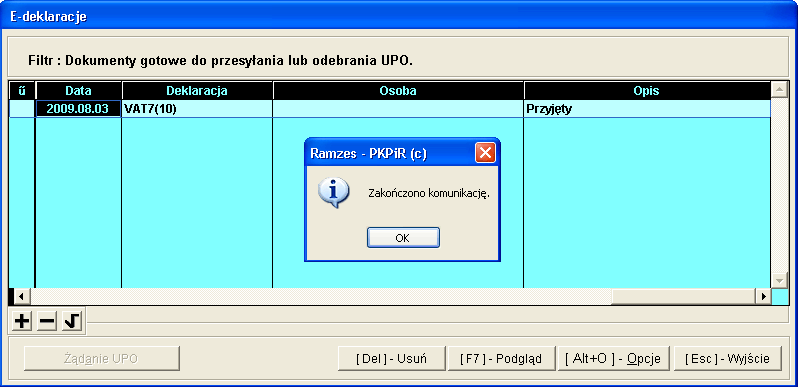 E-deklaracje
Filtr : Dokumenty gotowe do przesyłania lub odebrania UPO.
ű Data Deklaracja Osoba Opis
2009.08.03 VAT7(10) Przyjęty
Ramzes - PKPiR (c)
Zakończono komunikację.
OK
Żądanie UPO [ Del ] - Usuń [ F7 ] - Podgląd [ Alt+O ] - Opcje [ Esc ] - Wyjście